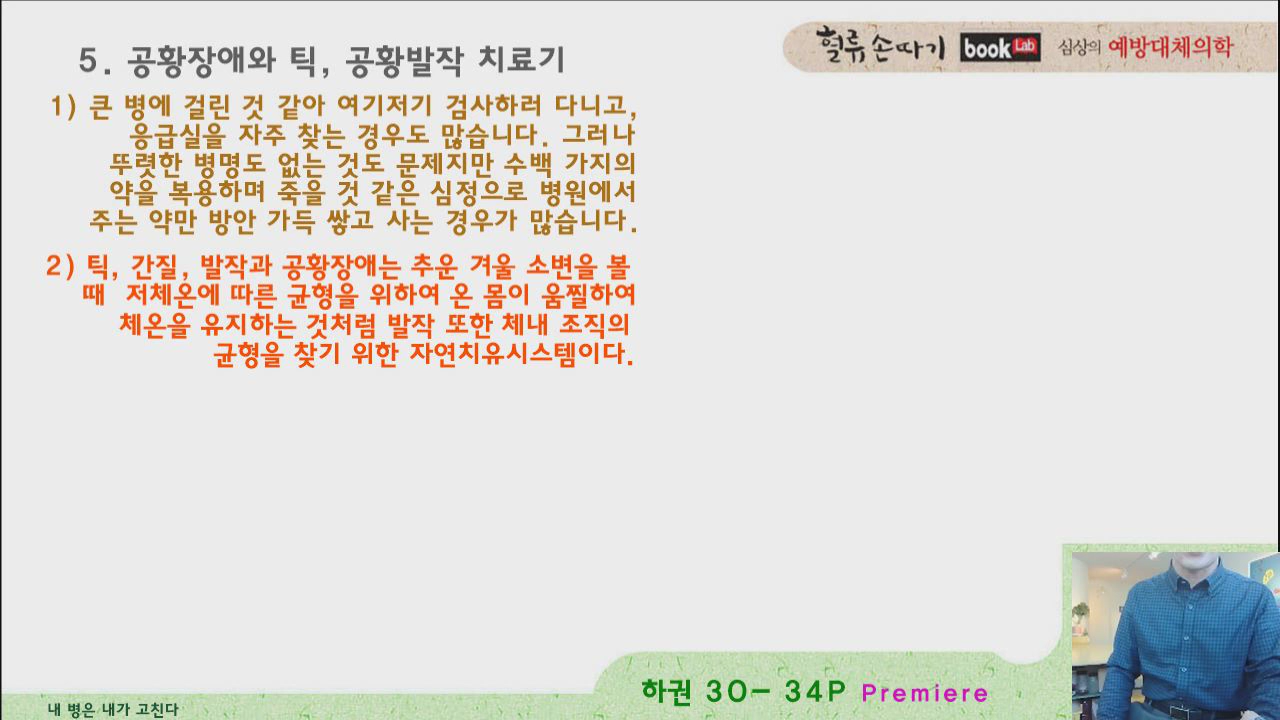 5. 공황장애와 틱, 공황발작 치료기
혈류 손따기 book Lab 심상의 예방대체의학
1) 큰 병에 걸린 것 같아 여기저기 검사하러 다니고,
응급실을 자주 찾는 경우도 많습니다. 그러나
뚜렷한 병명도 없는 것도 문제지만 수백 가지의
약을 복용하며 죽을 것 같은 심정으로 병원에서
주는 약만 방안 가득 쌓고 사는 경우가 많습니다.
2) 틱, 간질, 발작과 공황장애는 추운 겨울 소변을 볼
때 저체온에 따른 균형을 위하여 온 몸이 움찔하여
체온을 유지하는 것처럼 발작 또한 체내 조직의
균형을 찾기 위한 자연치유시스템이다.
하권 30- 34P Premiere
내 병은 내가 고친다